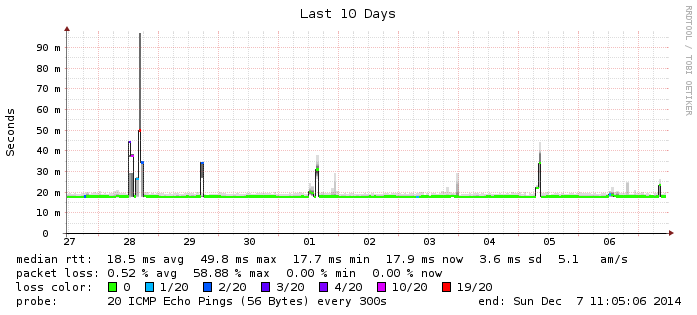 Last 10 Days
RRDTOOL / TOBI OETIKER
Seconds
90 m
80 m
70 m
60 m
50 m
40 m
30 m
20 m
10 m
0
27 28 29 30 01 02 03 04 05 06
median rtt: 18.5 ms avg 49.8 ms max 17.7 ms min 17.9 ms now 3.6 ms sd 5.1 am/s
packet loss: 0.52 % avg 58.88 % max 0.00 % min 0.00 % now
loss color: 0 1/20 2/20 3/20 4/20 10/20 19/20
probe: 20 ICMP Echo Pings (56 Bytes) every 300s end: Sun Dec 7 11:05:06 2014